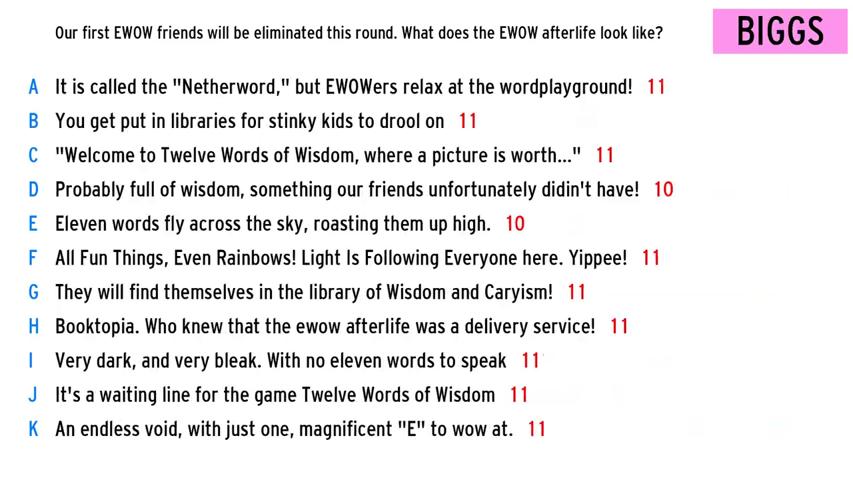 Our first EWOW friends will be eliminated this round. What does the EWOW afterlife look like?
BIGGS
A It is called the "Netherword," but EWOWers relax at the wordplayground! 11
B You get put in libraries for stinky kids to drool on 11
C "Welcome to Twelve Words of Wisdom, where a picture is worth..." 11
D Probably full of wisdom, something our friends unfortunately didin't have! 10
E Eleven words fly across the sky, roasting them up high. 10
F All Fun Things, Even Rainbows! Light Is Following Everyone here. Yippee! 11
G They will find themselves in the library of Wisdom and Caryism! 11
H Booktopia. Who knew that the ewow afterlife was a delivery service! 11
I Very dark, and very bleak. With no eleven words to speak 11
J It's a waiting line for the game Twelve Words of Wisdom 11
K An endless void, with just one, magnificent "E" to wow at. 11